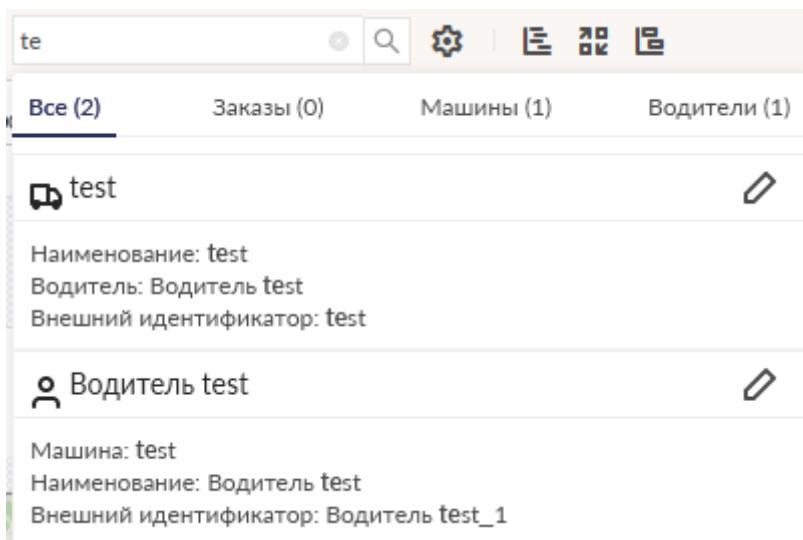 te
Все (2) Заказы (0) Машины (1) Водители (1)
test
Наименование: test
Водитель: Водитель test
Внешний идентификатор: test
Водитель test
Машина: test
Наименование: Водитель test
Внешний идентификатор: Водитель test_1